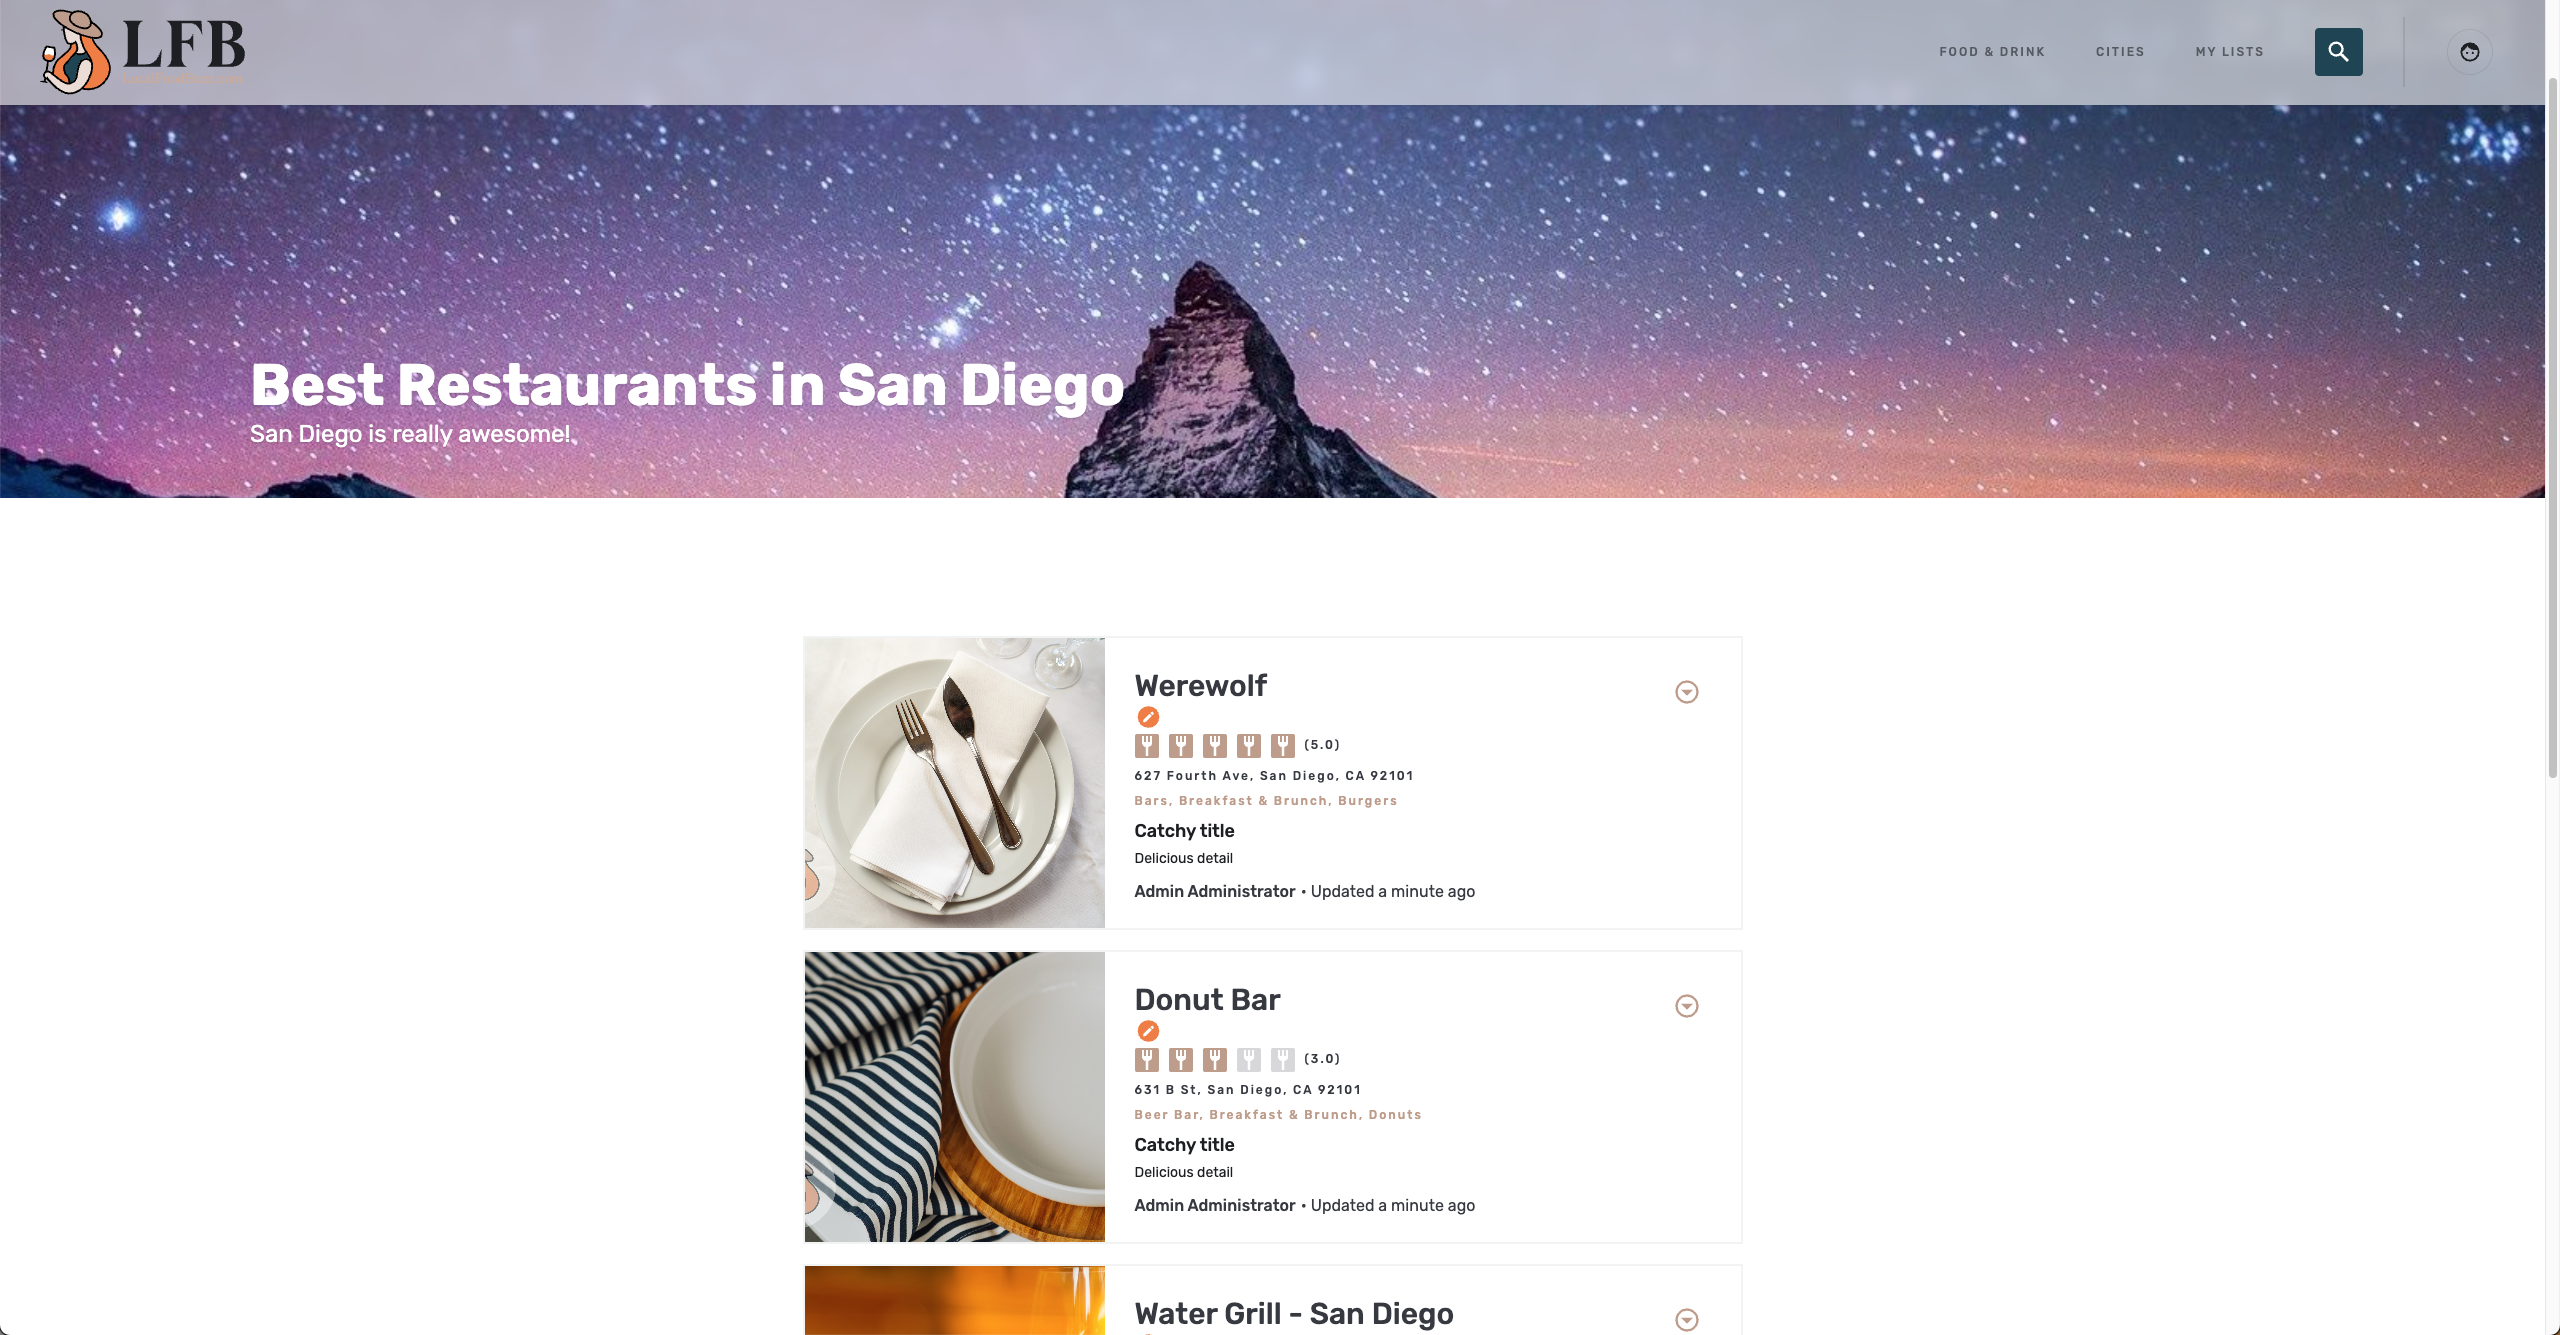 LFB
FOOD & DRINK
CITIES
MY LISTS
Best Restaurants in San Diego
San Diego is really awesome!
Werewolf
(5.0)
627 Fourth Ave, San Diego, CA 92101
Bars, Breakfast & Brunch, Burgers
Catchy title
Delicious detail
Admin Administrator • Updated a minute ago
Donut Bar
(3.0)
631 B St, San Diego, CA 92101
Beer Bar, Breakfast & Brunch, Donuts
Catchy title
Delicious detail
Admin Administrator • Updated a minute ago
Water Grill - San Diego